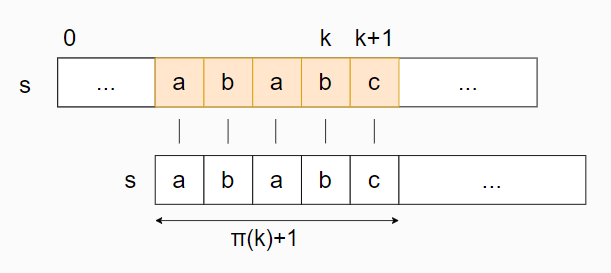 0 k k+1
s ... a b a b c ...
s a b a b c ...
π(k)+1